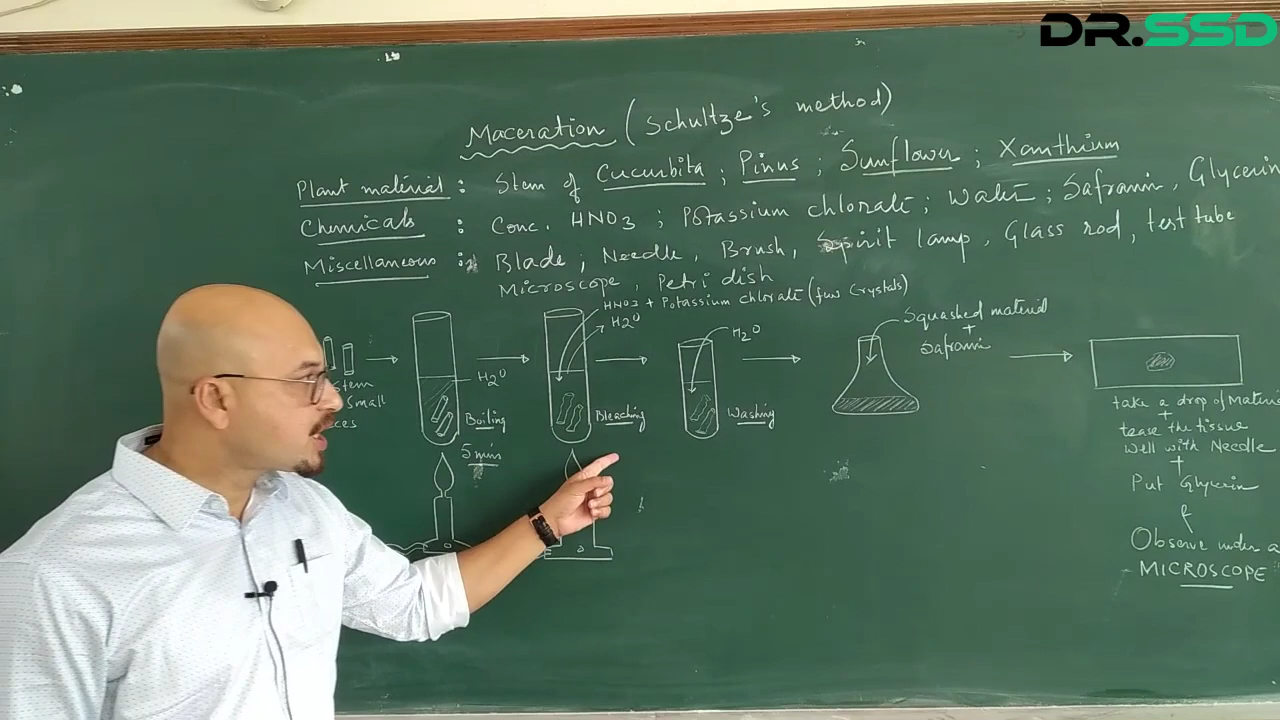 DR.SSD
Maceration (Schultze's method)
Plant material : Stem of Cucurbita ; Pinus ; Sunflower ; Xanthium
Chemicals : Conc. HNO3 ; Potassium chlorate ; Water ; Safranin , Glycerin
Miscellaneous : Blade , Needle , Brush , Spirit lamp , Glass rod , test tube
Microscope , Petri dish
HNO3 + Potassium chlorate (few crystals)
H2O
Stem
Small
H2O
Boiling
5 mins
Bleaching
H2O
Washing
Squashed material
+
Safranin
take a drop of Material
+
tease the tissue
well with Needle
+
Put Glycerin
&
Observe under a
MICROSCOPE